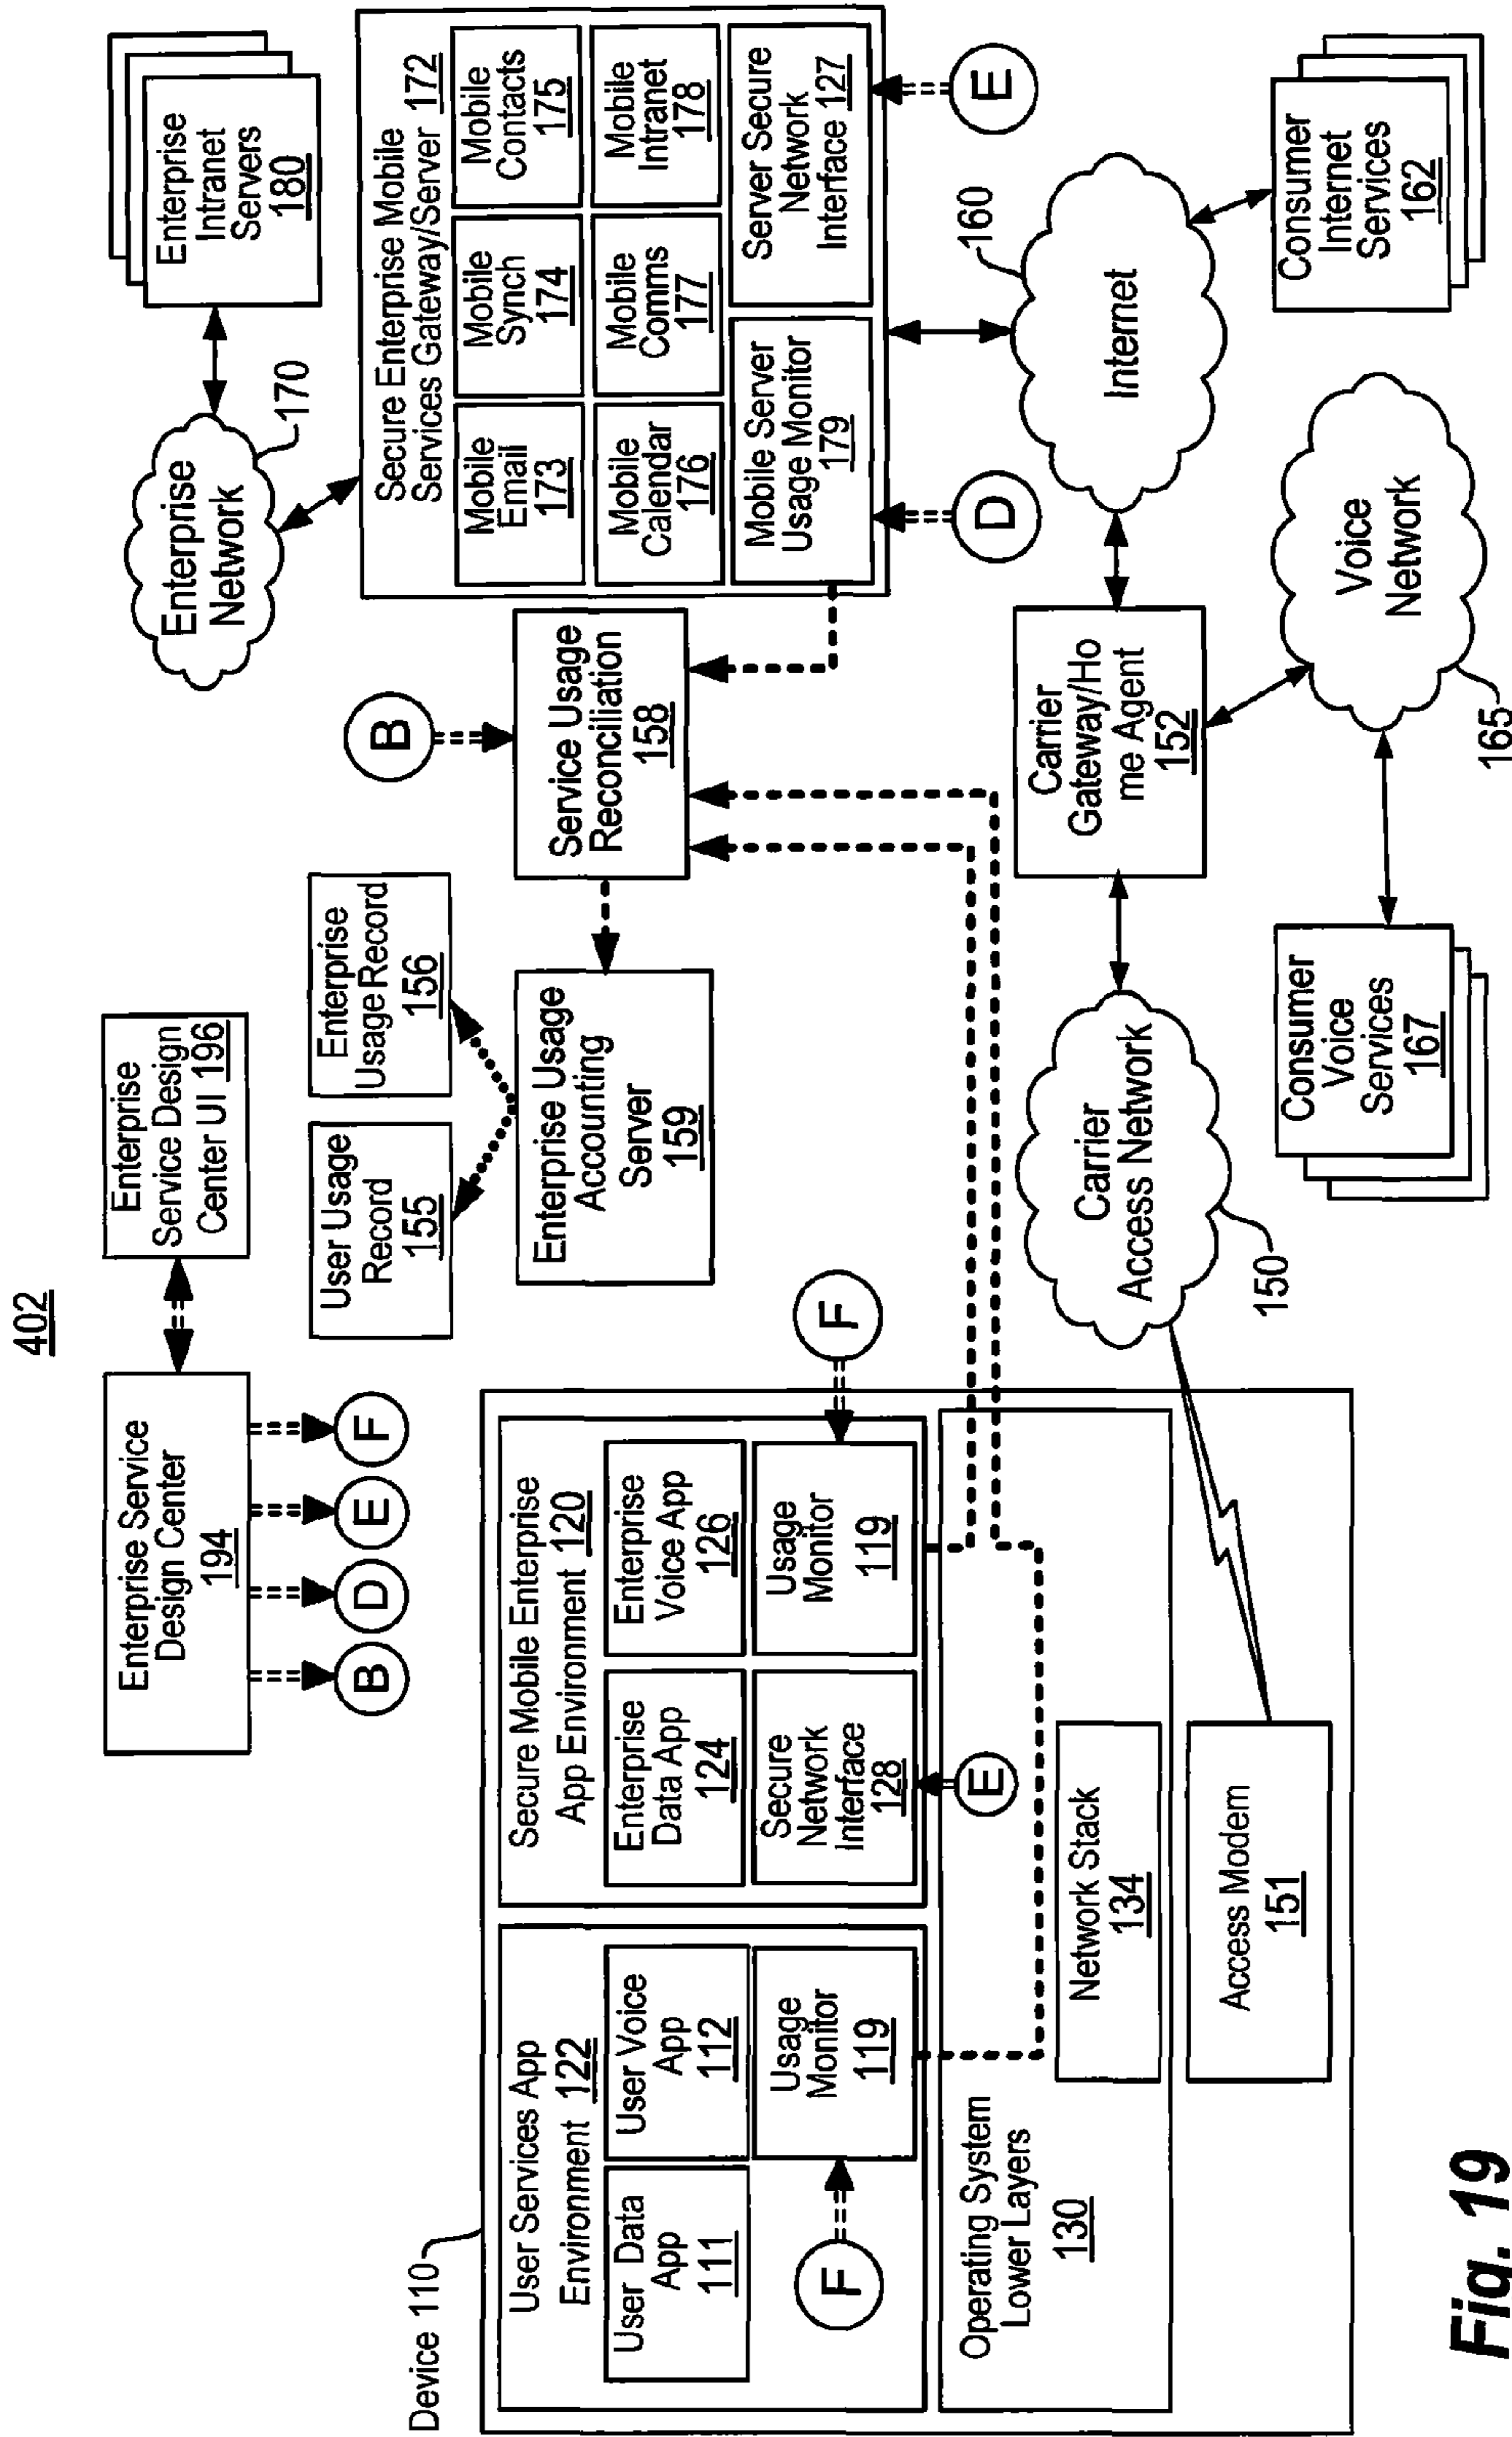 402
Enterprise Service
Design Center
194
Enterprise
Service Design
Center UI 196
B
D
E
F
User Usage
Record
155
Enterprise
Usage Record
156
Enterprise Usage
Accounting
Server
159
B
Service Usage
Reconciliation
158
Enterprise
Network
170
Enterprise
Intranet
Servers
180
Secure Enterprise Mobile
Services Gateway/Server 172
Mobile
Email
173
Mobile
Synch
174
Mobile
Contacts
175
Mobile
Calendar
176
Mobile
Comms
177
Mobile
Intranet
178
Mobile Server
Usage Monitor
179
Server Secure
Network
Interface 127
D
E
Device 110
User Services App
Environment 122
User Data
App
111
User Voice
App
112
F
Usage
Monitor
119
Secure Mobile Enterprise
App Environment 120
Enterprise
Data App
124
Enterprise
Voice App
126
Secure
Network
Interface
128
Usage
Monitor
119
F
E
Operating System
Lower Layers
130
Network Stack
134
Access Modem
151
Carrier
Access Network
150
Carrier
Gateway/Ho
me Agent
152
Internet
160
Consumer
Internet
Services
162
Voice
Network
165
Consumer
Voice
Services
167
Fig. 19